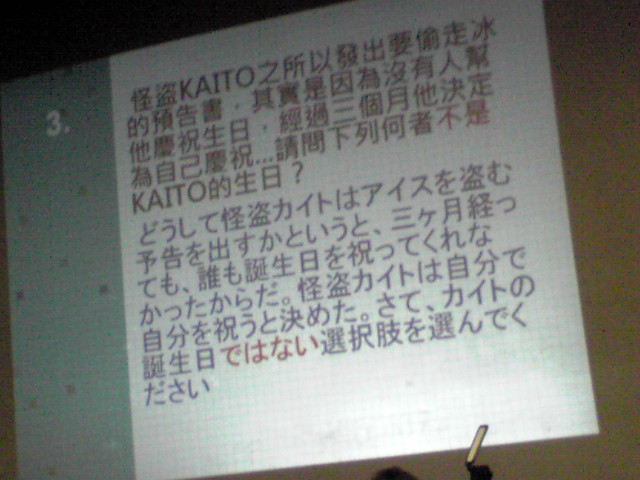 3.
怪盜KAITO之所以發出要偷走冰
的預告書，其實是因為沒有人幫
他慶祝生日，經過三個月他決定
為自己慶祝...請問下列何者不是
KAITO的生日？
どうして怪盗カイトはアイスを盗む
予告を出すかというと、三ヶ月経っ
ても、誰も誕生日を祝ってくれな
かったからだ。怪盗カイトは自分で
自分を祝うと決めた。さて、カイトの
誕生日ではない選択肢を選んでく
ださい